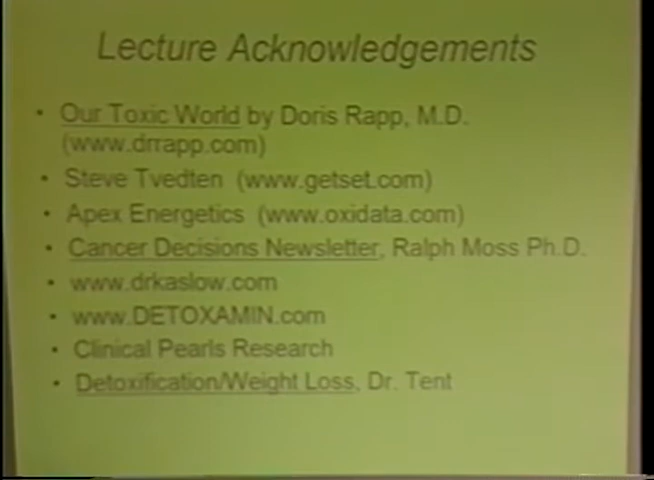 Lecture Acknowledgements
• Our Toxic World by Doris Rapp, M.D.
(www.drrapp.com)
• Steve Tvedten (www.getset.com)
• Apex Energetics (www.oxidata.com)
• Cancer Decisions Newsletter, Ralph Moss Ph.D.
• www.drkaslow.com
• www.DETOXAMIN.com
• Clinical Pearls Research
• Detoxification/Weight Loss, Dr. Tent